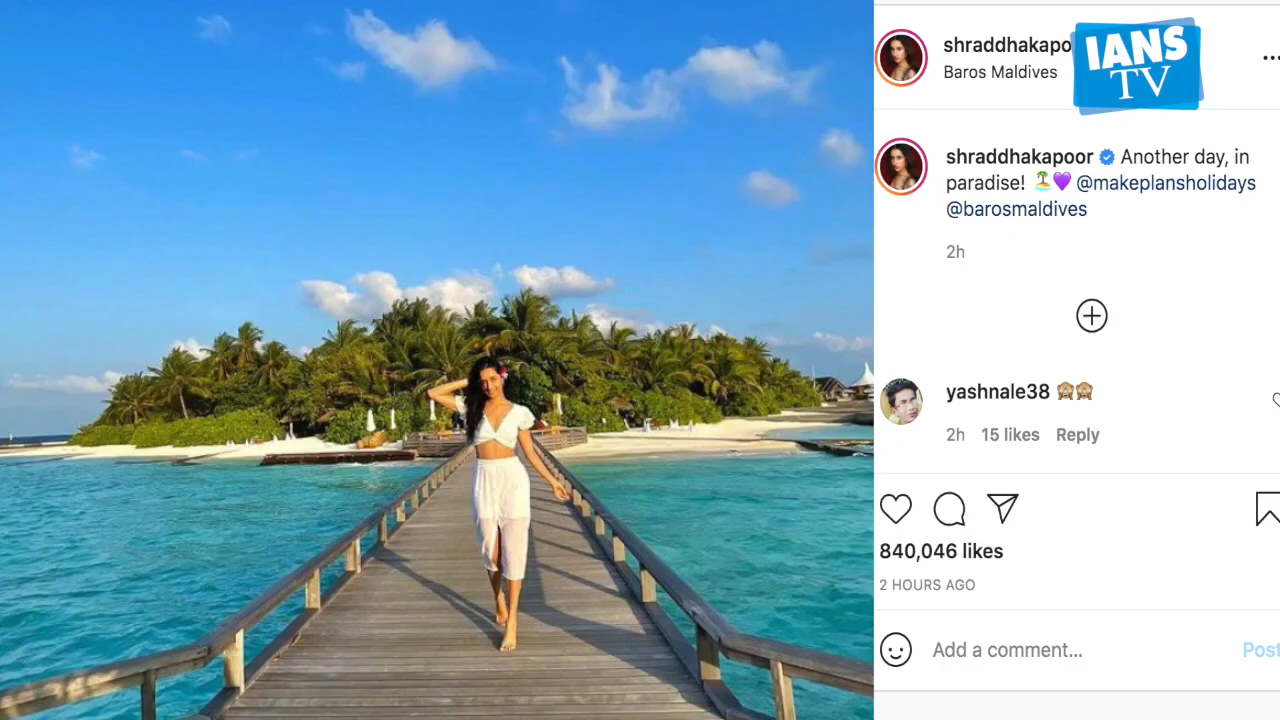 shraddhakapo
Baros Maldives
IANS
TV
shraddhakapoor Another day, in
paradise! 🏝️💜 @makeplansholidays
@barosmaldives
2h
yashnale38 🙈🙈
2h 15 likes Reply
840,046 likes
2 HOURS AGO
Add a comment... Post